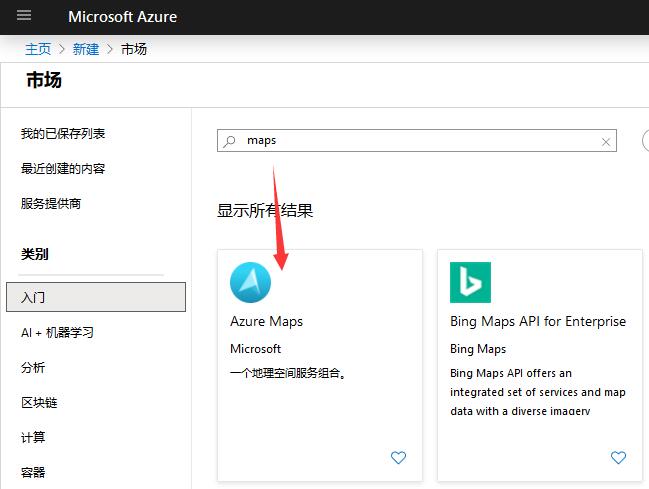 Microsoft Azure
主页 > 新建 > 市场
市场
我的已保存列表
最近创建的内容
服务提供商
类别
入门
AI + 机器学习
分析
区块链
计算
容器
maps
显示所有结果
Azure Maps
Microsoft
一个地理空间服务组合。
Bing Maps API for Enterprise
Bing Maps
Bing Maps API offers an
integrated set of services and map
data with a diverse imagery